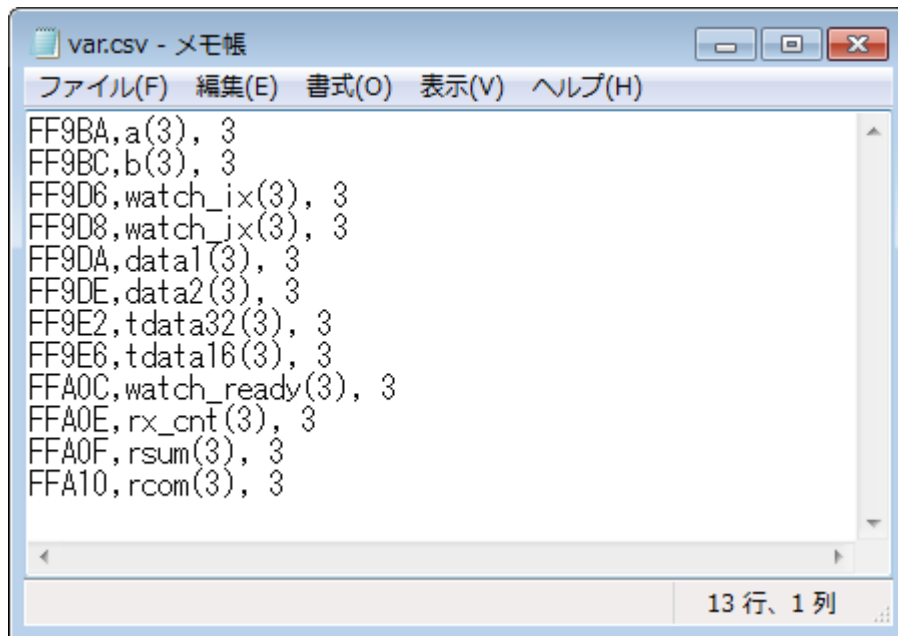 var.csv - メモ帳
ファイル(F) 編集(E) 書式(O) 表示(V) ヘルプ(H)
FF9BA,a(3), 3
FF9BC,b(3), 3
FF9D6,watch_ix(3), 3
FF9D8,watch_jx(3), 3
FF9DA,data1(3), 3
FF9DE,data2(3), 3
FF9E2,tdata32(3), 3
FF9E6,tdata16(3), 3
FFA0C,watch_ready(3), 3
FFA0E,rx_cnt(3), 3
FFA0F,rsum(3), 3
FFA10,rcom(3), 3
13 行、1 列